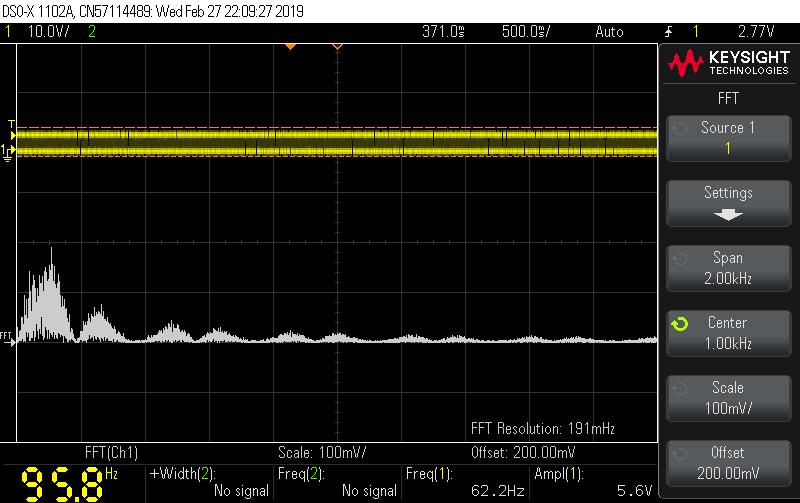 DSO-X 1102A, CN57114489: Wed Feb 27 22:09:27 2019
1 10.0V/ 2 371.0s 500.0s/ Auto 1 2.77V
KEYSIGHT
TECHNOLOGIES
FFT
Source 1
1
Settings
Span
2.00kHz
Center
1.00kHz
Scale
100mV/
Offset
200.00mV
T
1
FFT
FFT Resolution: 191mHz
FFT(Ch1) Scale: 100mV/ Offset: 200.00mV
95.8Hz
+Width(2):
No signal
Freq(2):
No signal
Freq(1):
62.2Hz
Ampl(1):
5.6V